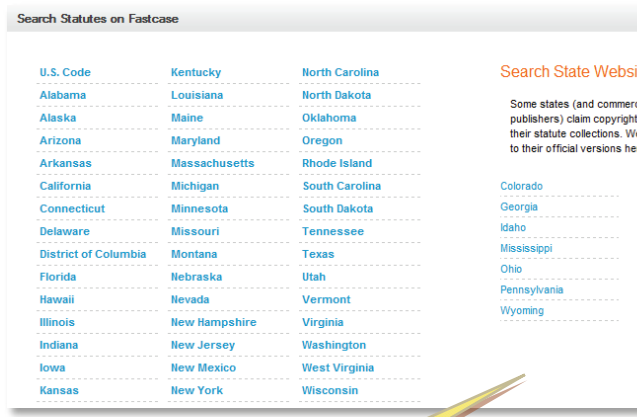 Search Statutes on Fastcase
U.S. Code
Alabama
Alaska
Arizona
Arkansas
California
Connecticut
Delaware
District of Columbia
Florida
Hawaii
Illinois
Indiana
Iowa
Kansas
Kentucky
Louisiana
Maine
Maryland
Massachusetts
Michigan
Minnesota
Missouri
Montana
Nebraska
Nevada
New Hampshire
New Jersey
New Mexico
New York
North Carolina
North Dakota
Oklahoma
Oregon
Rhode Island
South Carolina
South Dakota
Tennessee
Texas
Utah
Vermont
Virginia
Washington
West Virginia
Wisconsin
Search State
Some states (and
publishers) claim copyright
their statute collections.
to their official versions
Colorado
Georgia
Idaho
Mississippi
Ohio
Pennsylvania
Wyoming